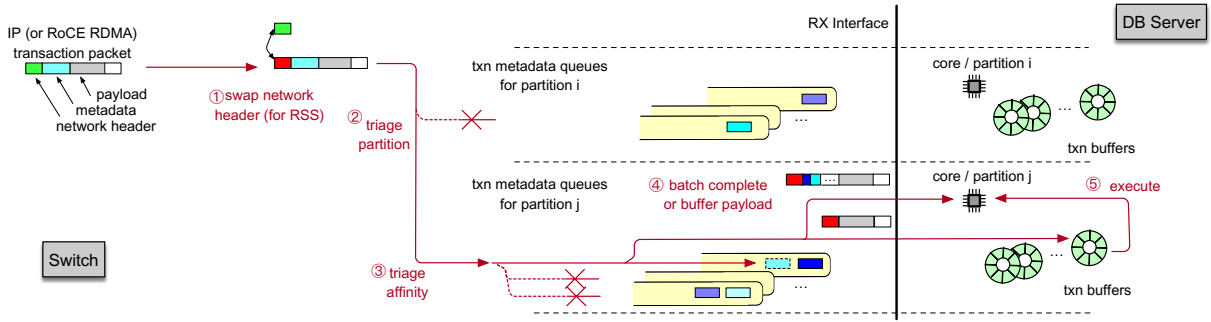 IP (or RoCE RDMA)
transaction packet
payload
metadata
network header
① swap network
header (for RSS)
② triage
partition
txn metadata queues
for partition i
...
RX Interface
DB Server
core / partition i
...
txn buffers
txn metadata queues
for partition j
④ batch complete
or buffer payload
...
core / partition j
⑤ execute
Switch
③ triage
affinity
...
...
txn buffers